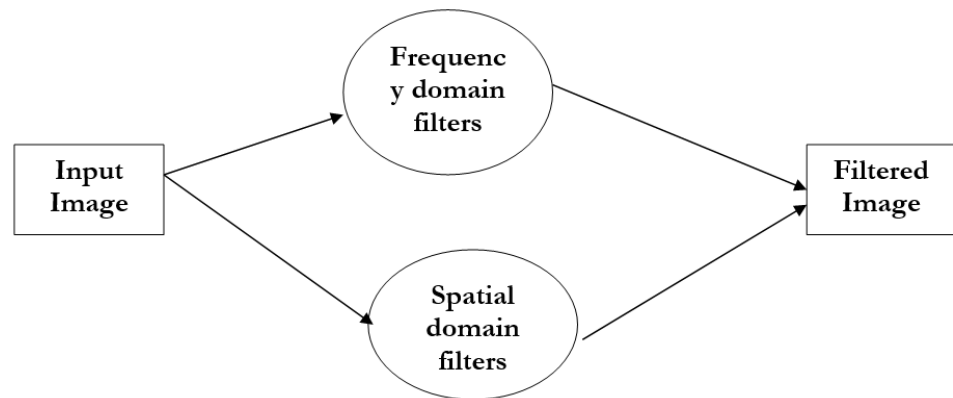 Frequenc
y domain
filters
Input
Image
Filtered
Image
Spatial
domain
filters